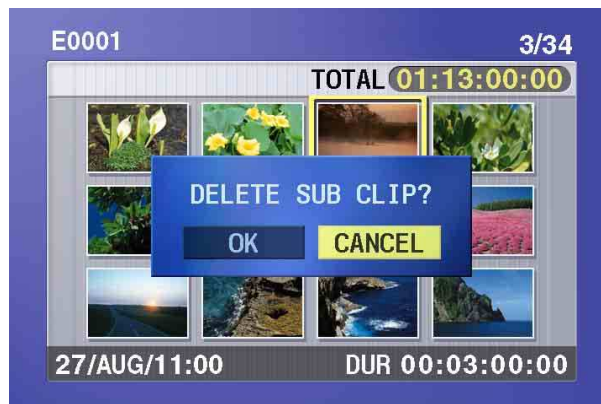 E0001 3/34
TOTAL 01:13:00:00
DELETE SUB CLIP?
OK CANCEL
27/AUG/11:00 DUR 00:03:00:00